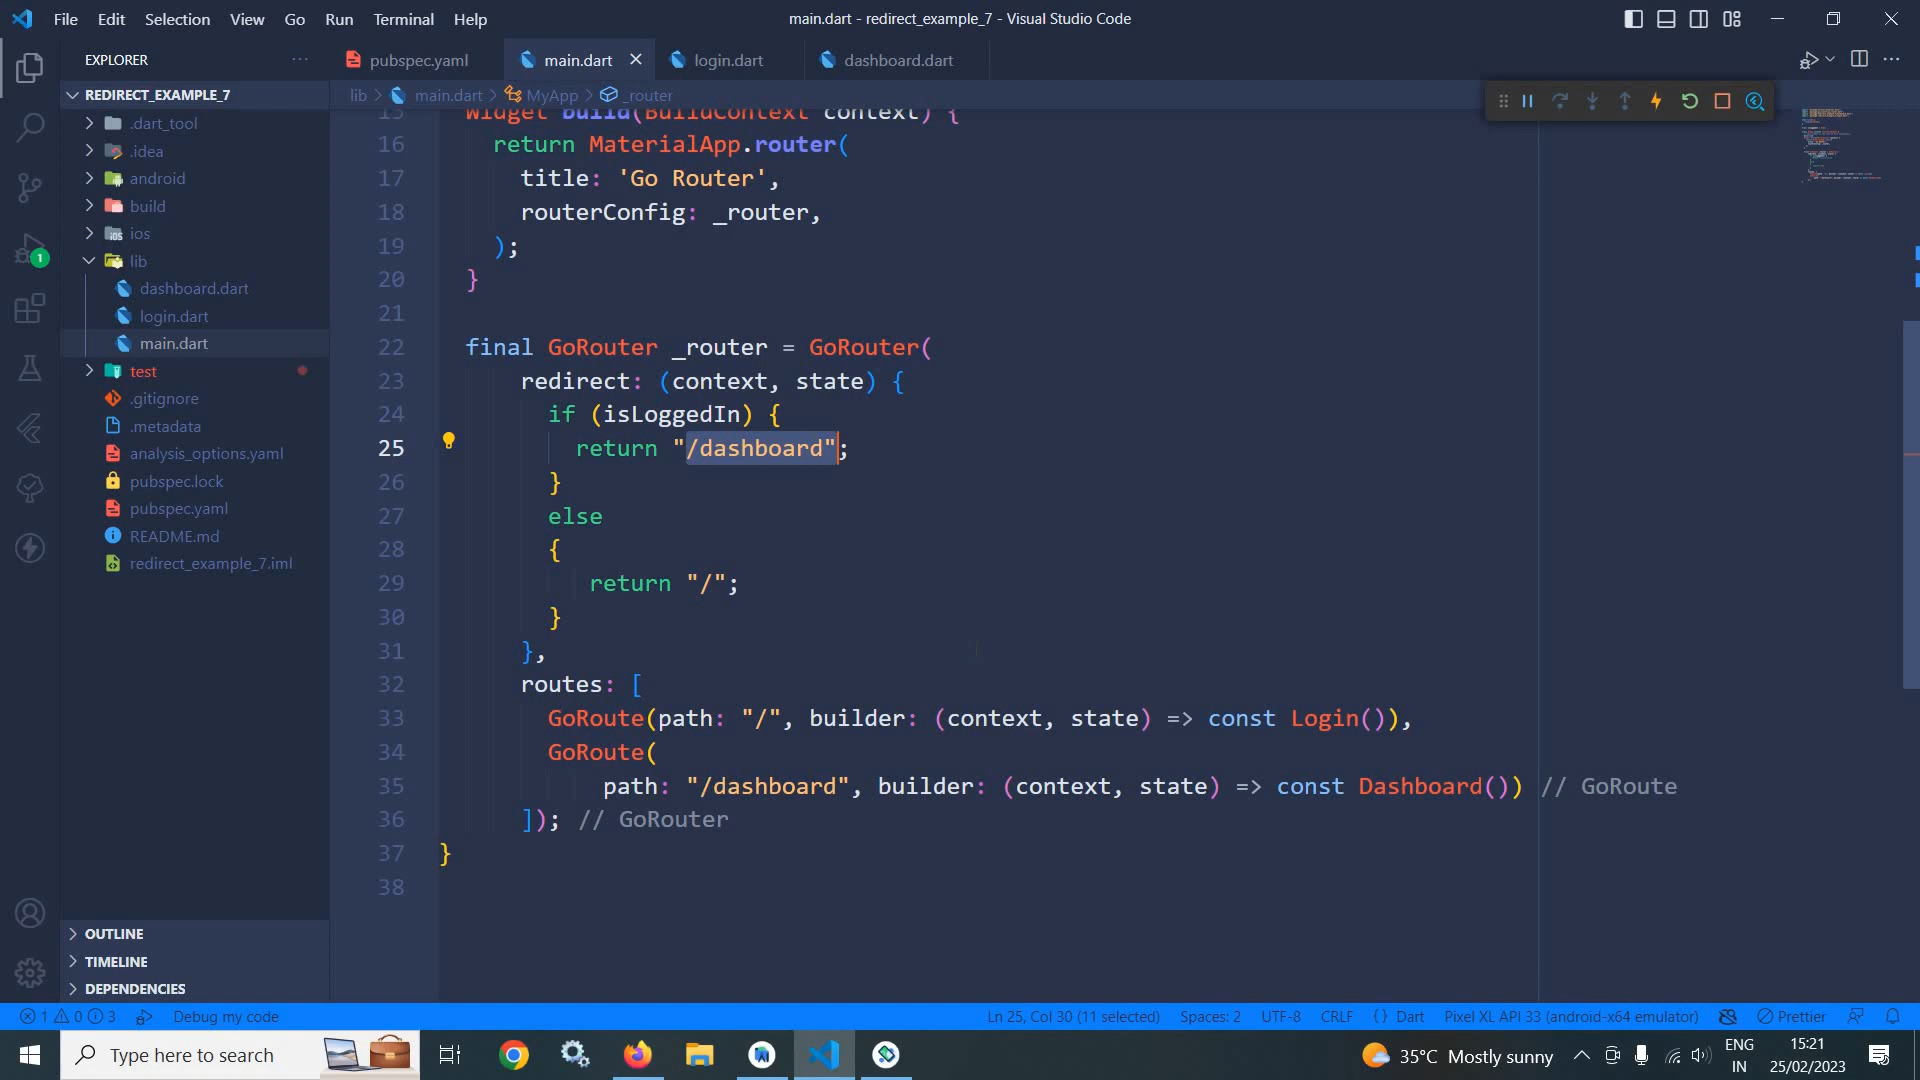 File Edit Selection View Go Run Terminal Help
main.dart - redirect_example_7 - Visual Studio Code
EXPLORER
pubspec.yaml
main.dart
login.dart
dashboard.dart
REDIRECT_EXAMPLE_7
lib > main.dart > MyApp > _router
.dart_tool
.idea
android
build
ios
lib
dashboard.dart
login.dart
main.dart
test
.gitignore
.metadata
analysis_options.yaml
pubspec.lock
pubspec.yaml
README.md
redirect_example_7.iml
OUTLINE
TIMELINE
DEPENDENCIES
15 Widget build(BuildContext context) {
16 return MaterialApp.router(
17 title: 'Go Router',
18 routerConfig: _router,
19 );
20 }
21
22 final GoRouter _router = GoRouter(
23 redirect: (context, state) {
24 if (isLoggedIn) {
25 return "/dashboard";
26 }
27 else
28 {
29 return "/";
30 }
31 },
32 routes: [
33 GoRoute(path: "/", builder: (context, state) => const Login()),
34 GoRoute(
35 path: "/dashboard", builder: (context, state) => const Dashboard()) // GoRoute
36 ]); // GoRouter
37 }
38
1 0 3 Debug my code
Ln 25, Col 30 (11 selected) Spaces: 2 UTF-8 CRLF {} Dart Pixel XL API 33 (android-x64 emulator) Prettier
Type here to search
35°C Mostly sunny
ENG
IN
15:21
25/02/2023